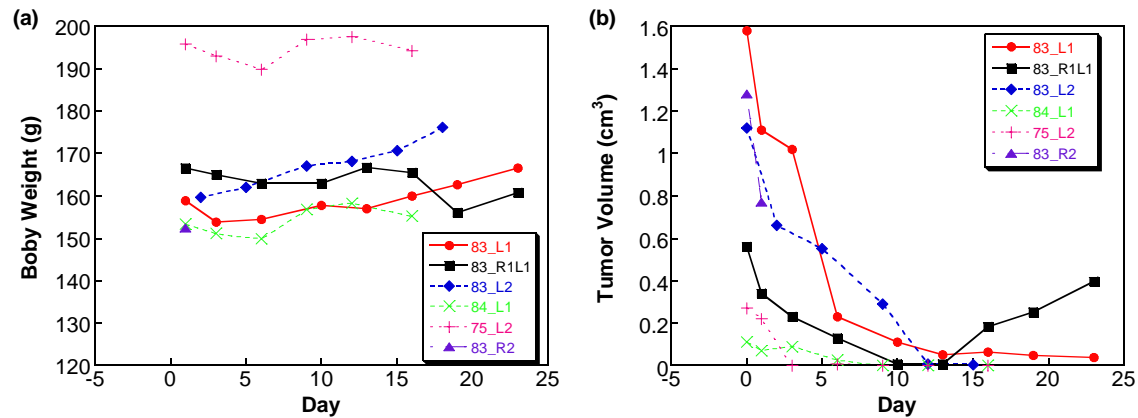 (a)
Boby Weight (g)
200
190
180
170
160
150
140
130
120
-5
0
5
10
15
20
25
Day
83_L1
83_R1L1
83_L2
84_L1
75_L2
83_R2
(b)
Tumor Volume (cm³)
1.6
1.4
1.2
1
0.8
0.6
0.4
0.2
0
-5
0
5
10
15
20
25
Day
83_L1
83_R1L1
83_L2
84_L1
75_L2
83_R2